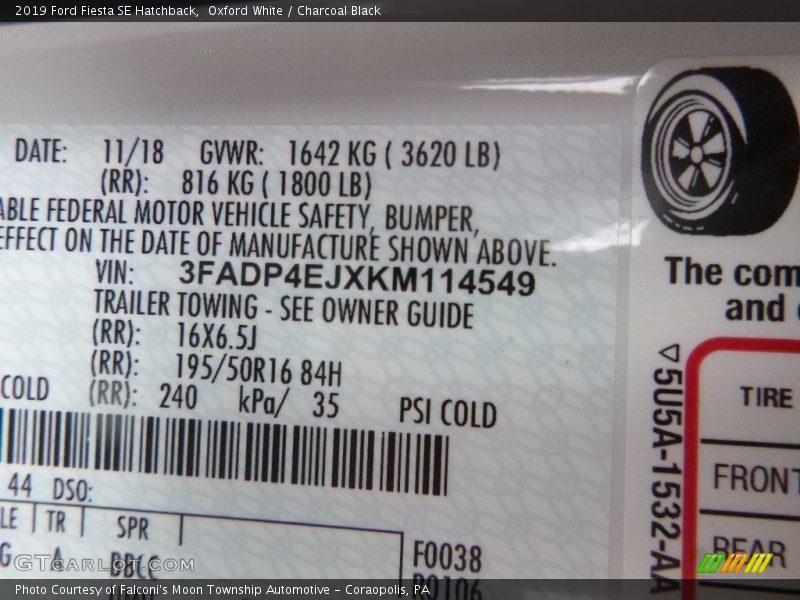 2019 Ford Fiesta SE Hatchback, Oxford White / Charcoal Black
DATE: 11/18 GVWR: 1642 KG ( 3620 LB)
(RR): 816 KG ( 1800 LB)
ABLE FEDERAL MOTOR VEHICLE SAFETY, BUMPER,
EFFECT ON THE DATE OF MANUFACTURE SHOWN ABOVE.
VIN: 3FADP4EJXKM114549
TRAILER TOWING - SEE OWNER GUIDE
(RR): 16X6.5J
(RR): 195/50R16 84H
COLD (RR): 240 kPa/ 35 PSI COLD
44 DSO:
LE TR SPR
G A BBCC
F0038
R0106
The com
and
5U5A-1532-AA
TIRE
FRONT
REAR
GTcarlot.com
Photo Courtesy of Falconi's Moon Township Automotive – Coraopolis, PA